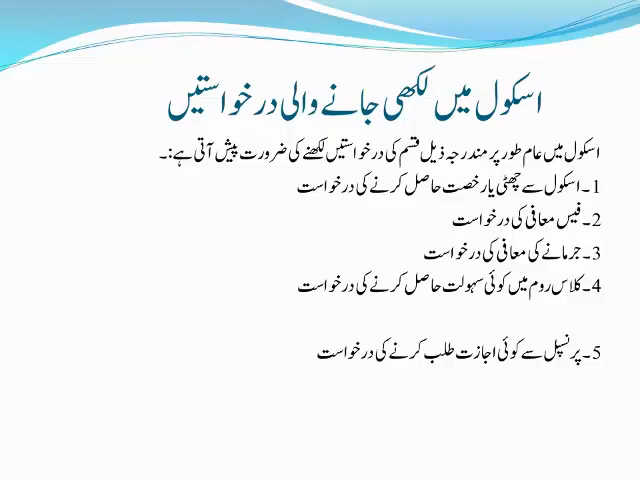 اسکول میں لکھی جانے والی درخواستیں
اسکول میں عام طور پر مندرجہ ذیل قسم کی درخواستیں لکھنے کی ضرورت پیش آتی ہے:۔
1۔اسکول سے چھٹی یا رخصت حاصل کرنے کی درخواست
2۔فیس معافی کی درخواست
3۔جرمانے کی معافی کی درخواست
4۔کلاس روم میں کوئی سہولت حاصل کرنے کی درخواست
5۔پرنسپل سے کوئی اجازت طلب کرنے کی درخواست